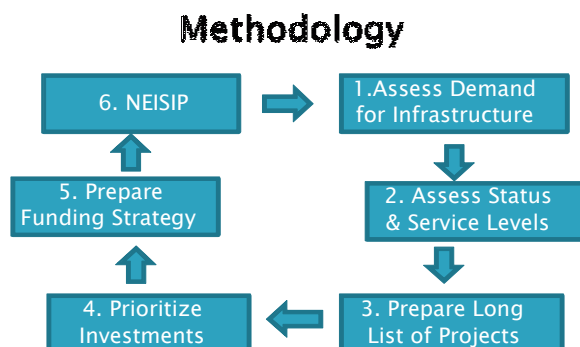 Methodology
6. NEISIP
1.Assess Demand
for Infrastructure
5. Prepare
Funding Strategy
2. Assess Status
& Service Levels
4. Prioritize
Investments
3. Prepare Long
List of Projects